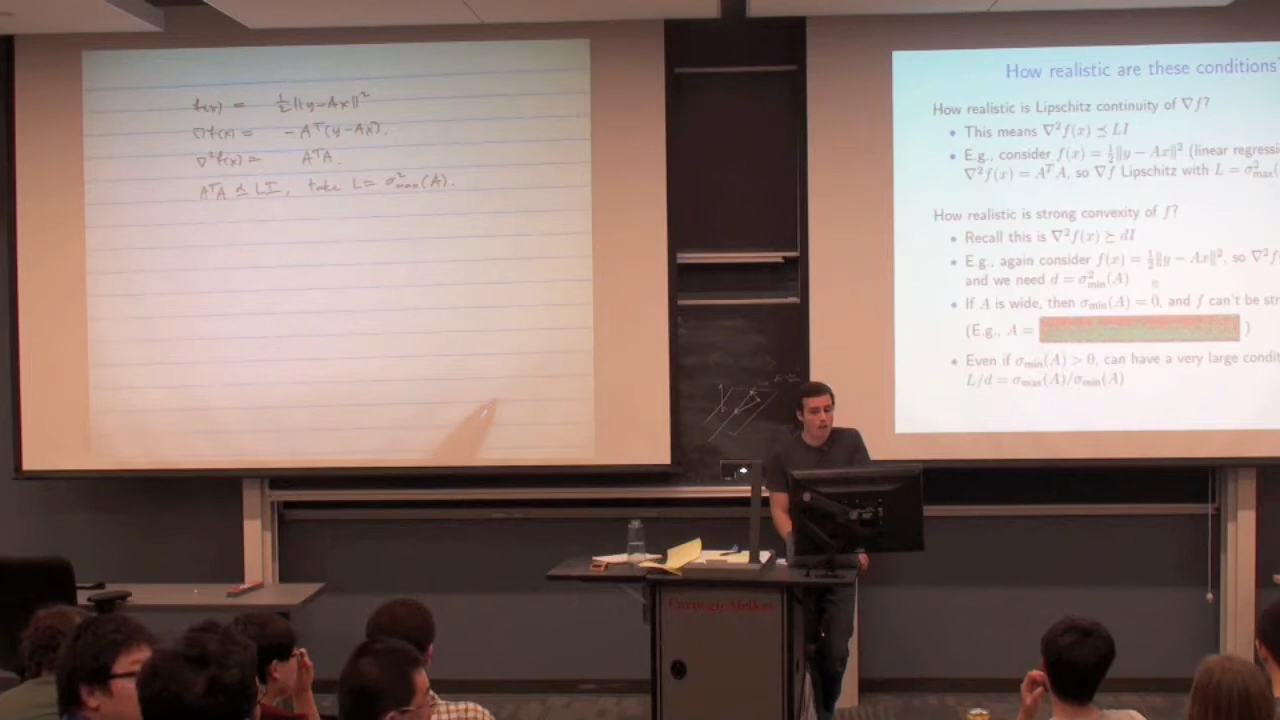 f(x) = ½‖y−Ax‖²
∇f(x) = −Aᵀ(y−Ax).
∇²f(x) = AᵀA.
AᵀA ⪯ LI, take L = σ²max(A).
How realistic are these conditions?
How realistic is Lipschitz continuity of ∇f?
• This means ∇²f(x) ⪯ LI
• E.g., consider f(x) = ½‖y − Ax‖² (linear regressi
∇²f(x) = AᵀA, so ∇f Lipschitz with L = σ²max(
How realistic is strong convexity of f?
• Recall this is ∇²f(x) ⪰ dI
• E.g., again consider f(x) = ½‖y − Ax‖², so ∇²f(
and we need d = σ²min(A)
• If A is wide, then σmin(A) = 0, and f can't be st
(E.g., A = )
• Even if σmin(A) > 0, can have a very large condit
L/d = σmax(A)/σmin(A)
Carnegie Mellon